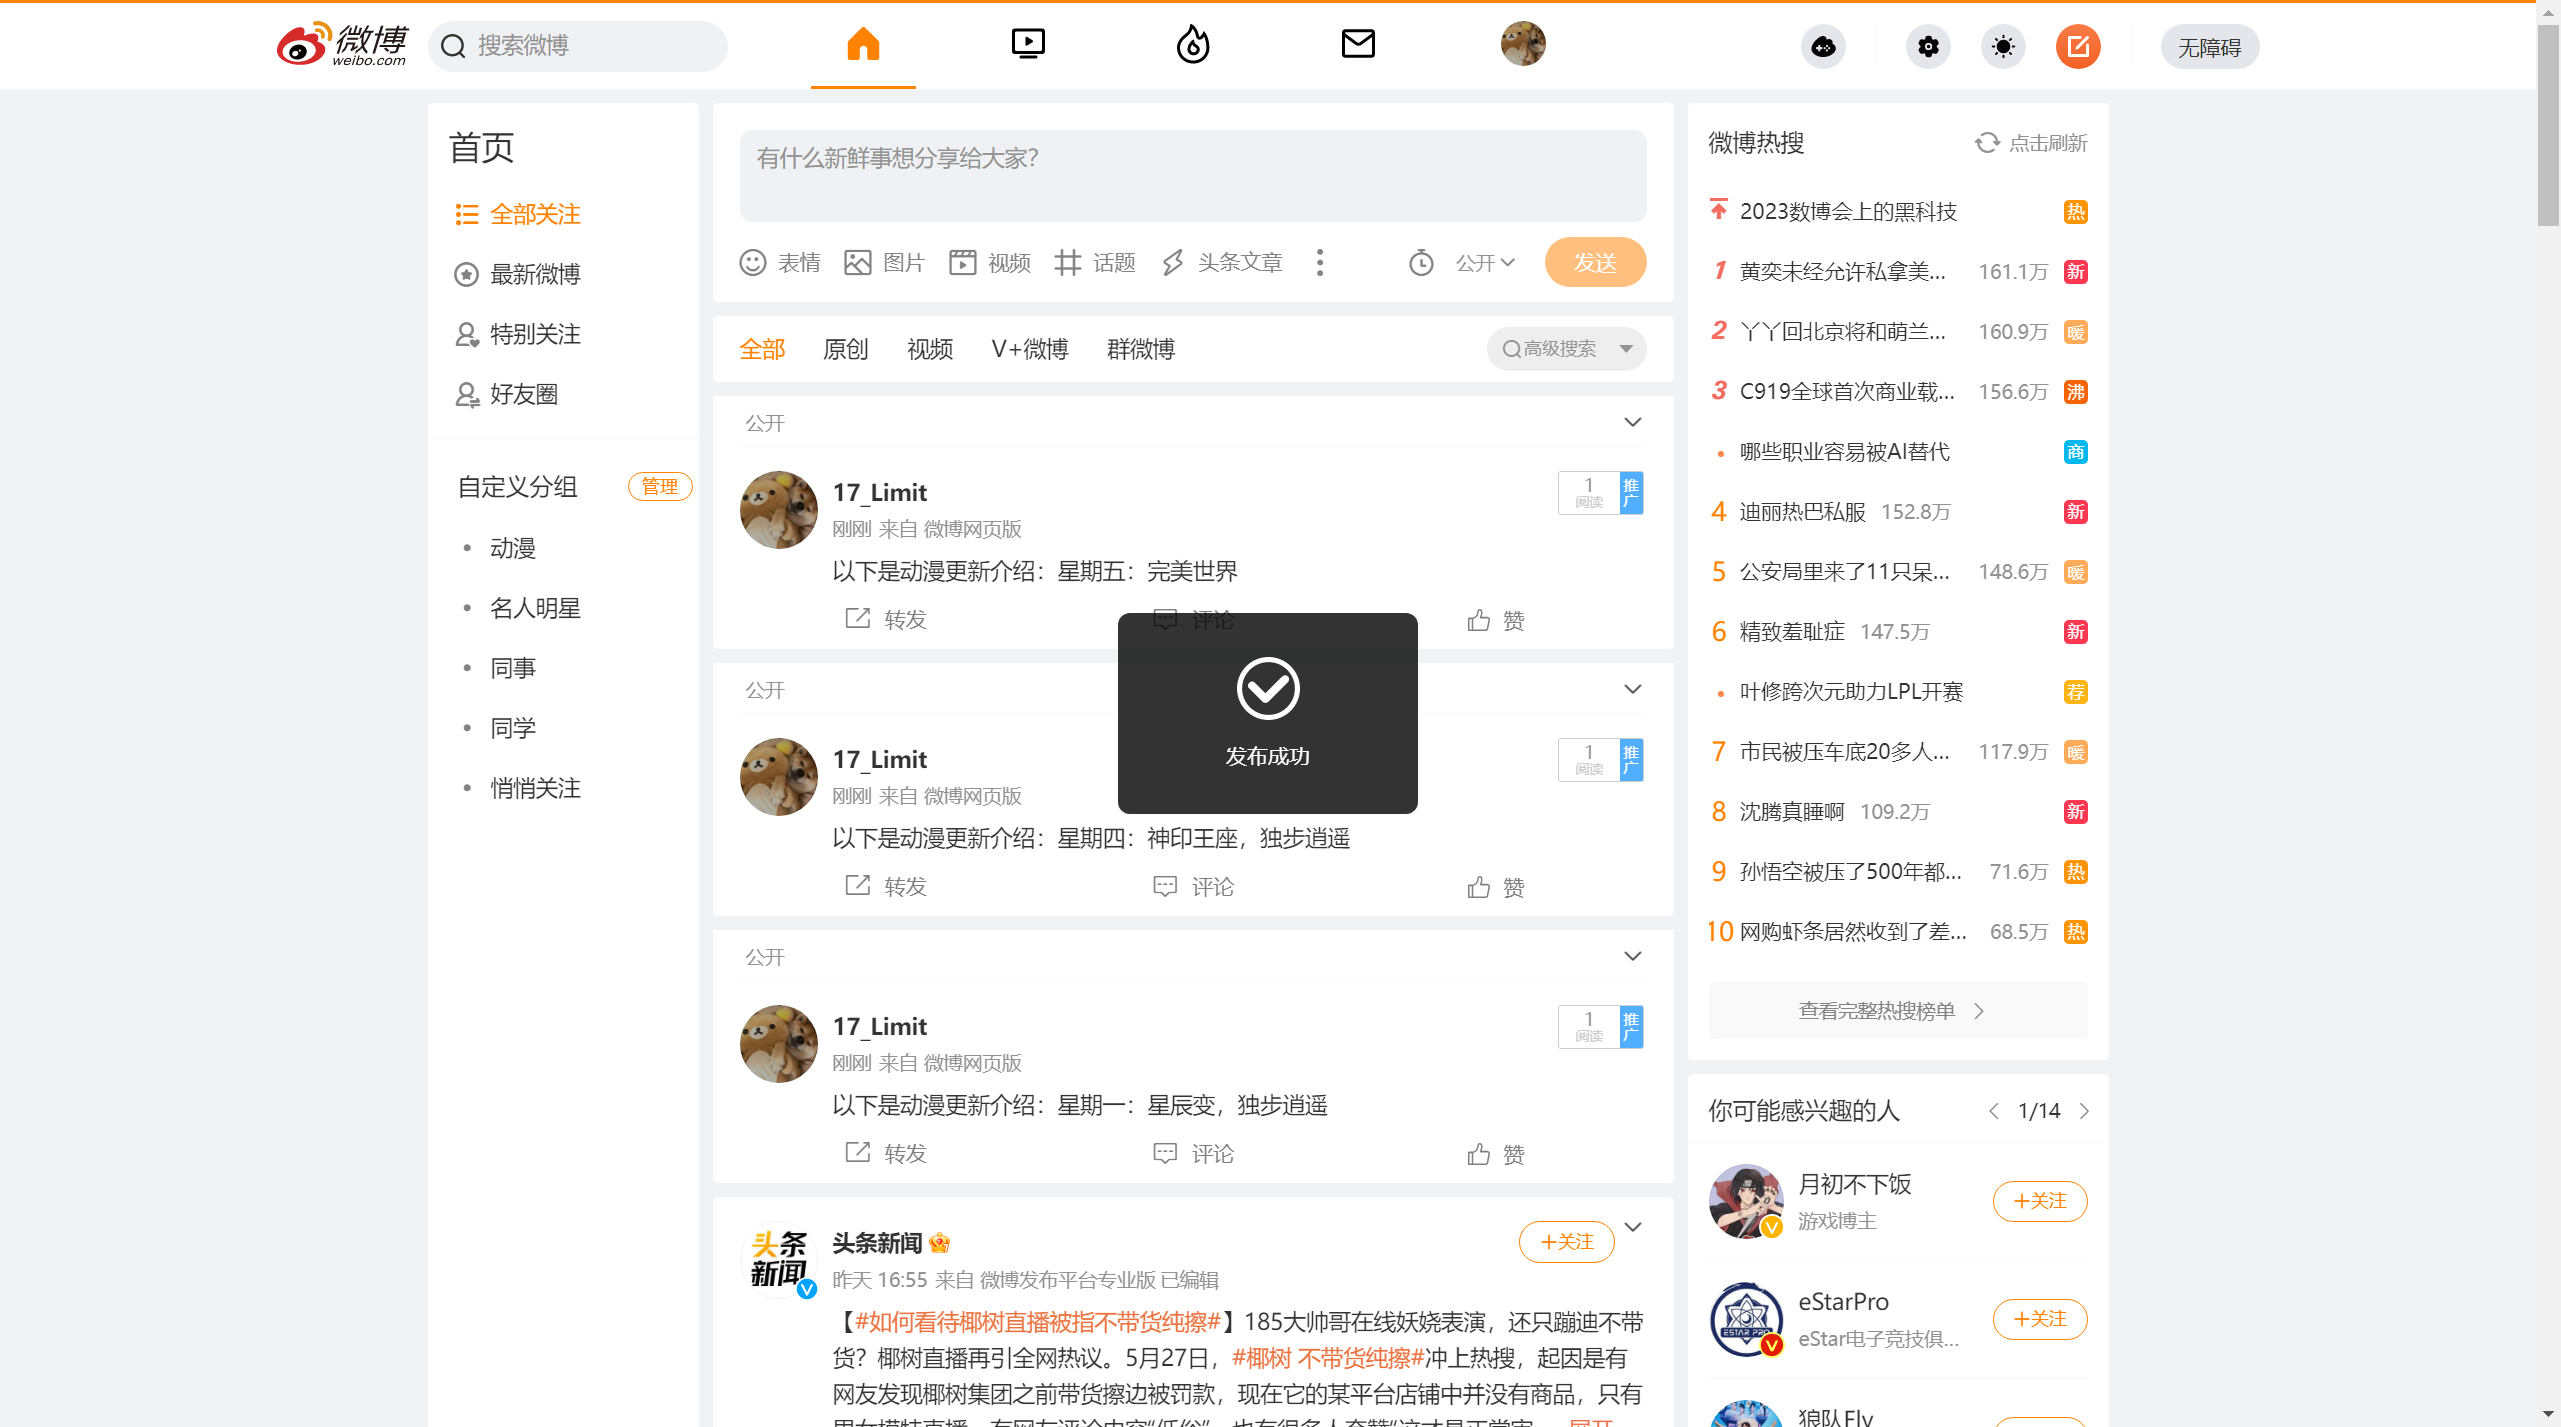 微博
weibo.com
搜索微博
无障碍
首页
全部关注
最新微博
特别关注
好友圈
自定义分组
管理
动漫
名人明星
同事
同学
悄悄关注
有什么新鲜事想分享给大家?
表情
图片
视频
话题
头条文章
公开
发送
全部
原创
视频
V+微博
群微博
高级搜索
公开
17_Limit
刚刚 来自 微博网页版
1
阅读
推广
以下是动漫更新介绍：星期五：完美世界
转发
评论
赞
发布成功
公开
17_Limit
刚刚 来自 微博网页版
1
阅读
推广
以下是动漫更新介绍：星期四：神印王座，独步逍遥
转发
评论
赞
公开
17_Limit
刚刚 来自 微博网页版
1
阅读
推广
以下是动漫更新介绍：星期一：星辰变，独步逍遥
转发
评论
赞
头条
新闻
头条新闻
昨天 16:55 来自 微博发布平台专业版 已编辑
+关注
【#如何看待椰树直播被指不带货纯擦#】185大帅哥在线妖娆表演，还只蹦迪不带
货？椰树直播再引全网热议。5月27日，#椰树 不带货纯擦#冲上热搜，起因是有
网友发现椰树集团之前带货擦边被罚款，现在它的某平台店铺中并没有商品，只有
微博热搜
点击刷新
2023数博会上的黑科技 热
1 黄奕未经允许私拿美... 161.1万 新
2 丫丫回北京将和萌兰... 160.9万 暖
3 C919全球首次商业载... 156.6万 沸
哪些职业容易被AI替代 商
4 迪丽热巴私服 152.8万 新
5 公安局里来了11只呆... 148.6万 暖
6 精致羞耻症 147.5万 新
叶修跨次元助力LPL开赛 荐
7 市民被压车底20多人... 117.9万 暖
8 沈腾真睡啊 109.2万 新
9 孙悟空被压了500年都... 71.6万 热
10 网购虾条居然收到了差... 68.5万 热
查看完整热搜榜单
你可能感兴趣的人
1/14
月初不下饭
游戏博主
+关注
ESTAR PRO
eStarPro
eStar电子竞技俱...
+关注
狼队Fly